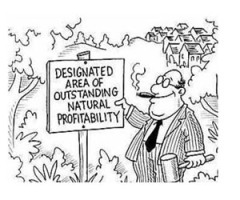 DESIGNATED
AREA OF
OUTSTANDING
NATURAL
PROFITABILITY